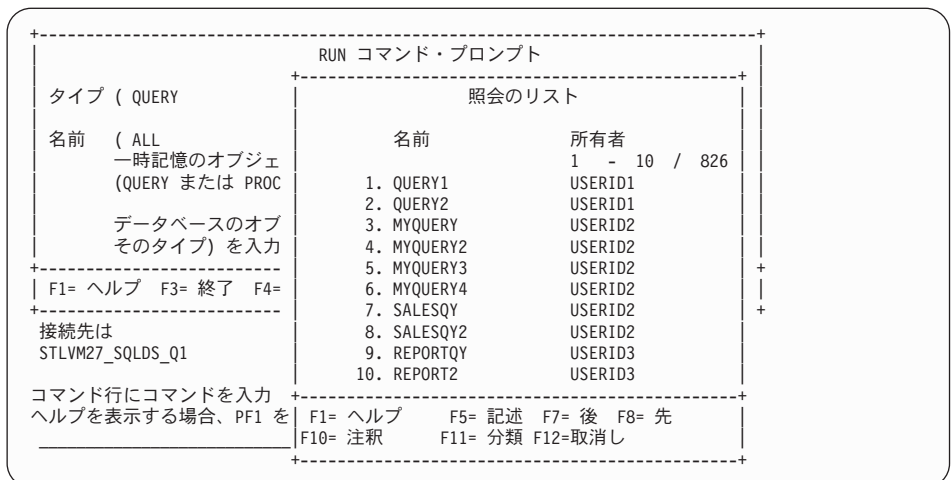 RUN コマンド・プロンプト
タイプ ( QUERY
照会のリスト
名前 ( ALL
名前 所有者
一時記憶のオブジェ
1 - 10 / 826
(QUERY または PROC
1. QUERY1 USERID1
2. QUERY2 USERID1
データベースのオブ
3. MYQUERY USERID2
そのタイプ) を入力
4. MYQUERY2 USERID2
5. MYQUERY3 USERID2
F1= ヘルプ F3= 終了 F4=
6. MYQUERY4 USERID2
7. SALESQY USERID2
接続先は
8. SALESQY2 USERID2
STLVM27_SQLDS_Q1
9. REPORTQY USERID3
10. REPORT2 USERID3
コマンド行にコマンドを入力
ヘルプを表示する場合、PF1 を
F1= ヘルプ F5= 記述 F7= 後 F8= 先
F10= 注釈 F11= 分類 F12=取消し